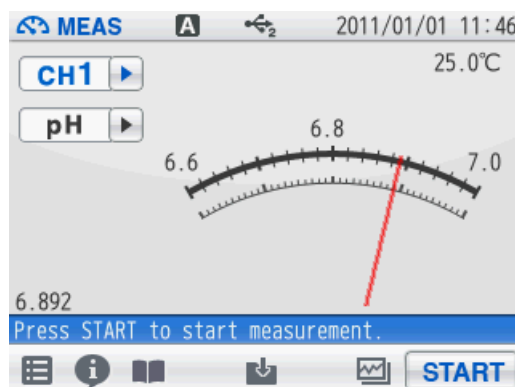 MEAS A 2 2011/01/01 11:46
CH1 25.0℃
pH
6.6 6.8 7.0
6.892
Press START to start measurement.
i START